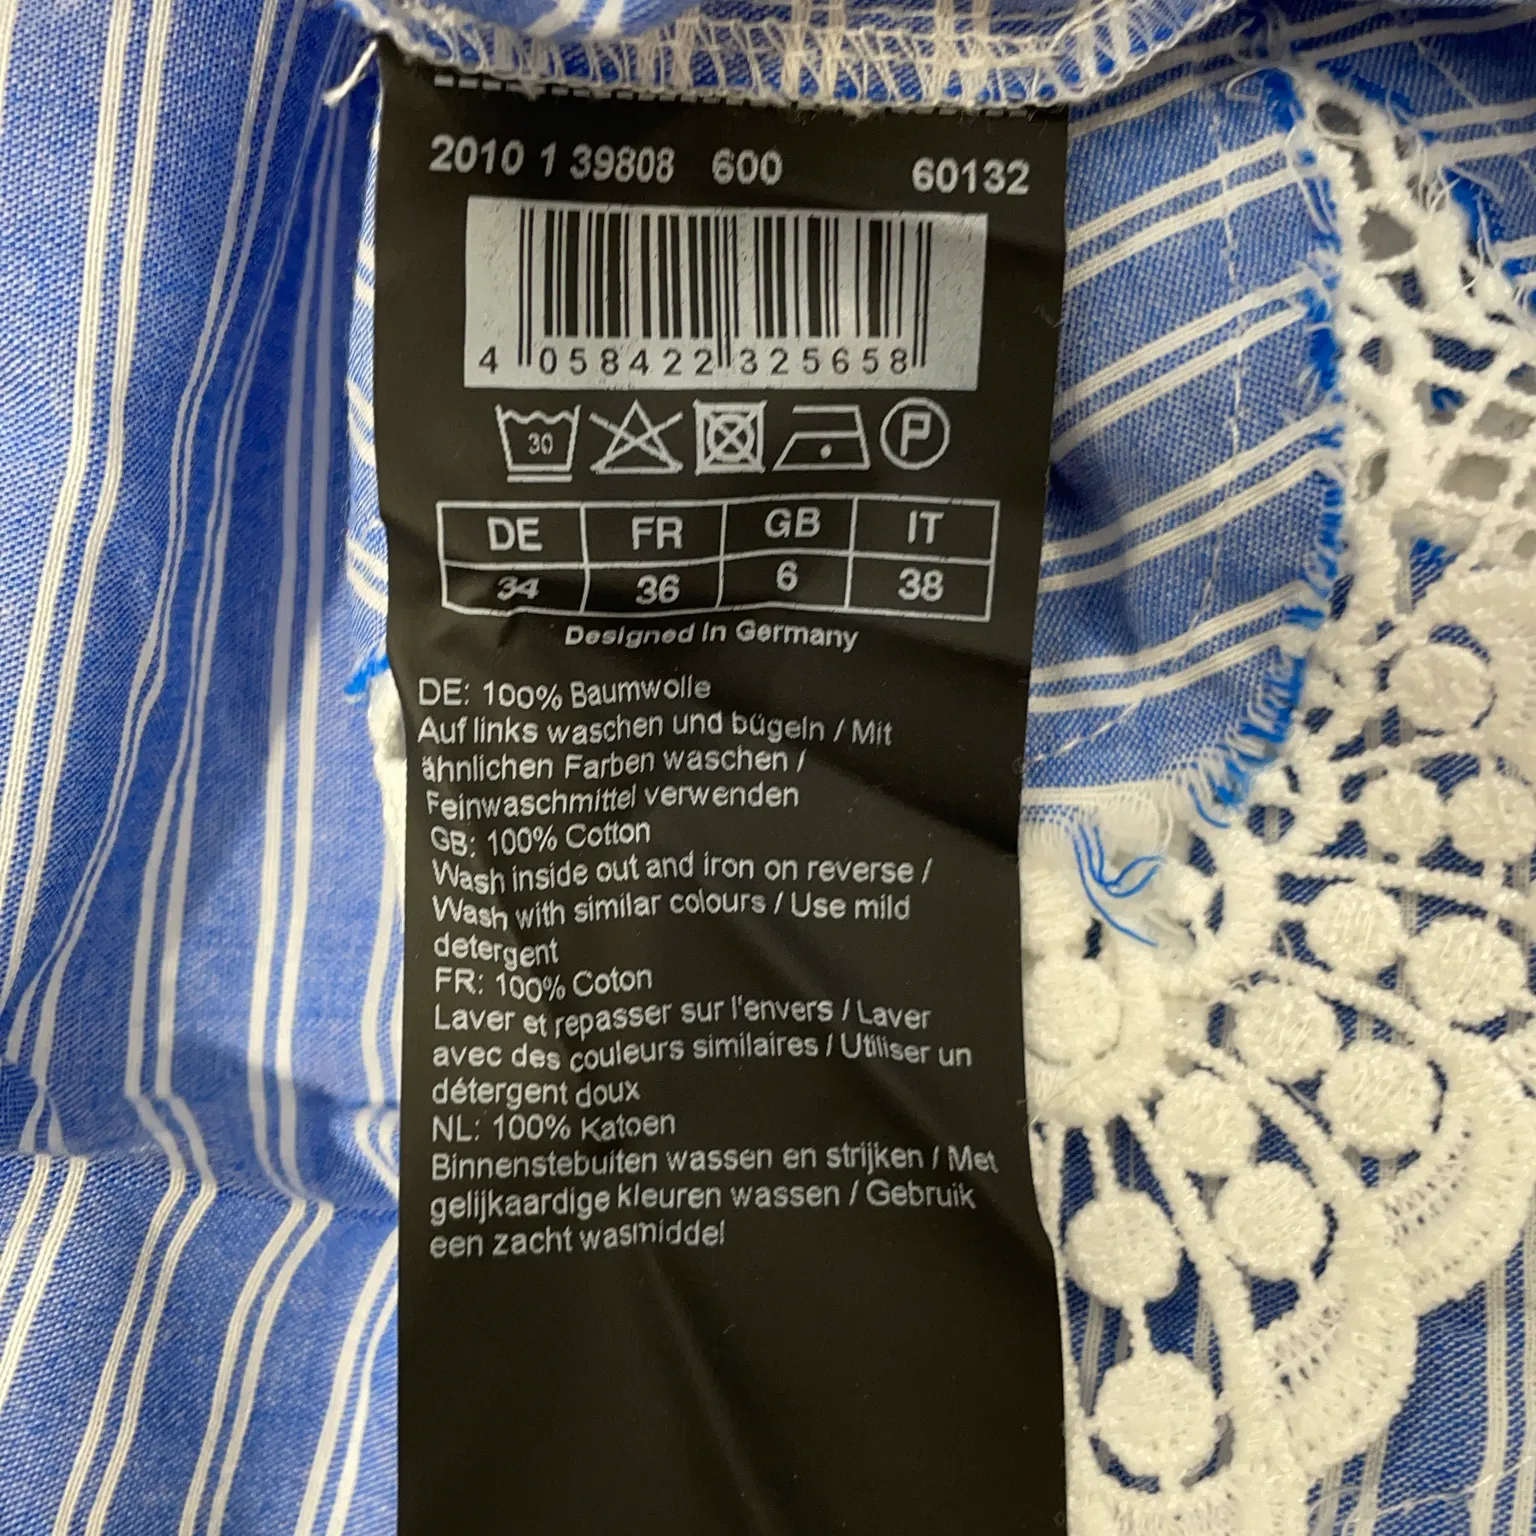 2010 1 39808 600 60132
4 058422 325658
30 P
DE FR GB IT
34 36 6 38
Designed In Germany
DE: 100% Baumwolle
Auf links waschen und bügeln / Mit
ähnlichen Farben waschen /
Feinwaschmittel verwenden
GB: 100% Cotton
Wash inside out and iron on reverse /
Wash with similar colours / Use mild
detergent
FR: 100% Coton
Laver et repasser sur l'envers / Laver
avec des couleurs similaires / Utiliser un
détergent doux
NL: 100% Katoen
Binnenstebuiten wassen en strijken / Met
gelijkaardige kleuren wassen / Gebruik
een zacht wasmiddel